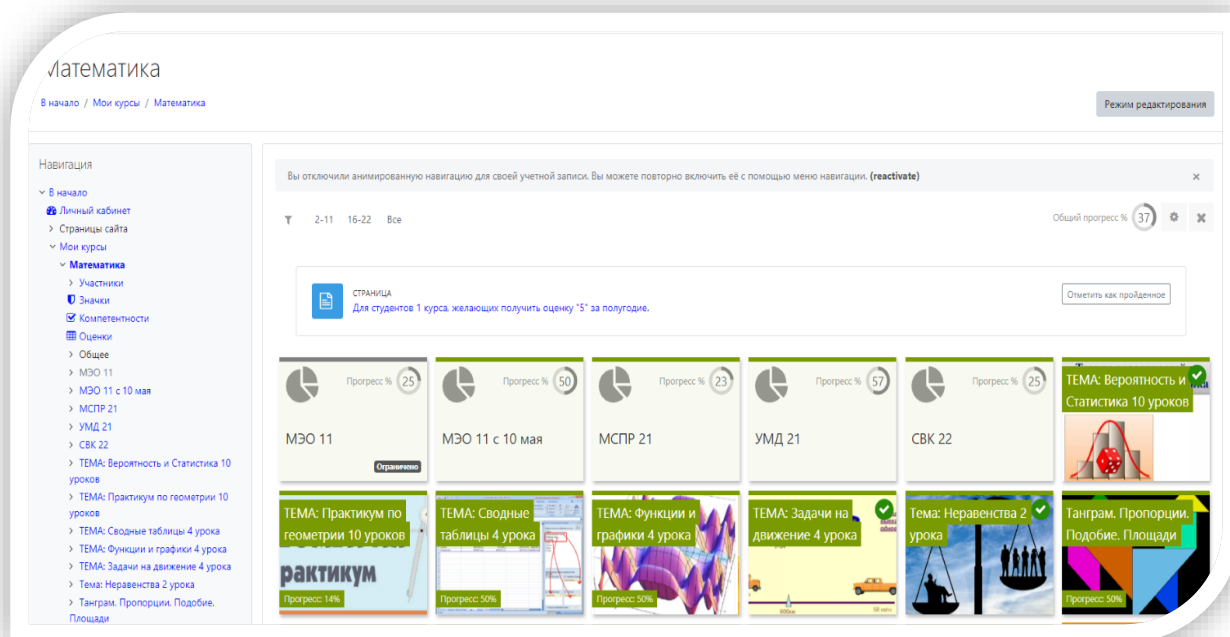 Математика
В начало / Мои курсы / Математика
Режим редактирования
Навигация
В начало
Личный кабинет
Страницы сайта
Мои курсы
Математика
Участники
Значки
Компетентности
Оценки
Общее
МЭО 11
МЭО 11 с 10 мая
МСПР 21
УМД 21
СВК 22
ТЕМА: Вероятность и Статистика 10
уроков
ТЕМА: Практикум по геометрии 10
уроков
ТЕМА: Сводные таблицы 4 урока
ТЕМА: Функции и графики 4 урока
ТЕМА: Задачи на движение 4 урока
Тема: Неравенства 2 урока
Танграм. Пропорции. Подобие.
Площади
Вы отключили анимированную навигацию для своей учетной записи. Вы можете повторно включить её с помощью меню навигации. (reactivate)
2-11 16-22 Все
Общий прогресс % 37
СТРАНИЦА
Для студентов 1 курса, желающих получить оценку "5" за полугодие.
Отметить как пройденное
Прогресс % 25
МЭО 11
Ограничено
Прогресс % 50
МЭО 11 с 10 мая
Прогресс % 23
МСПР 21
Прогресс % 57
УМД 21
Прогресс % 25
СВК 22
ТЕМА: Вероятность и
Статистика 10 уроков
ТЕМА: Практикум по
геометрии 10 уроков
рактикум
Прогресс: 14%
ТЕМА: Сводные
таблицы 4 урока
Прогресс: 50%
ТЕМА: Функции и
графики 4 урока
Прогресс: 50%
ТЕМА: Задачи на
движение 4 урока
600км
Тема: Неравенства 2
урока
Танграм. Пропорции.
Подобие. Площади
Прогресс: 50%